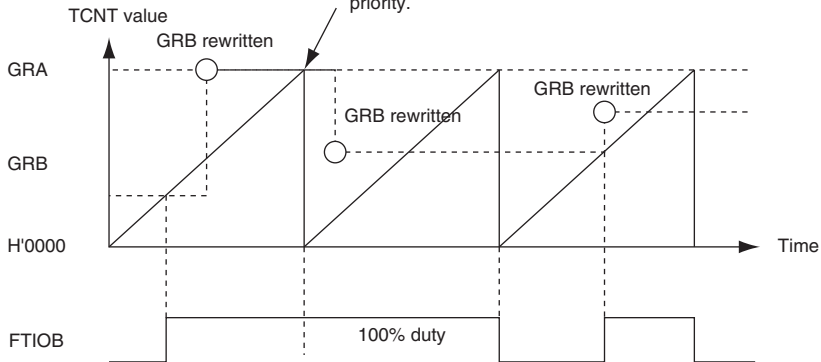 priority.
TCNT value
GRB rewritten
GRA
GRB rewritten
GRB rewritten
GRB
H'0000
Time
FTIOB
100% duty